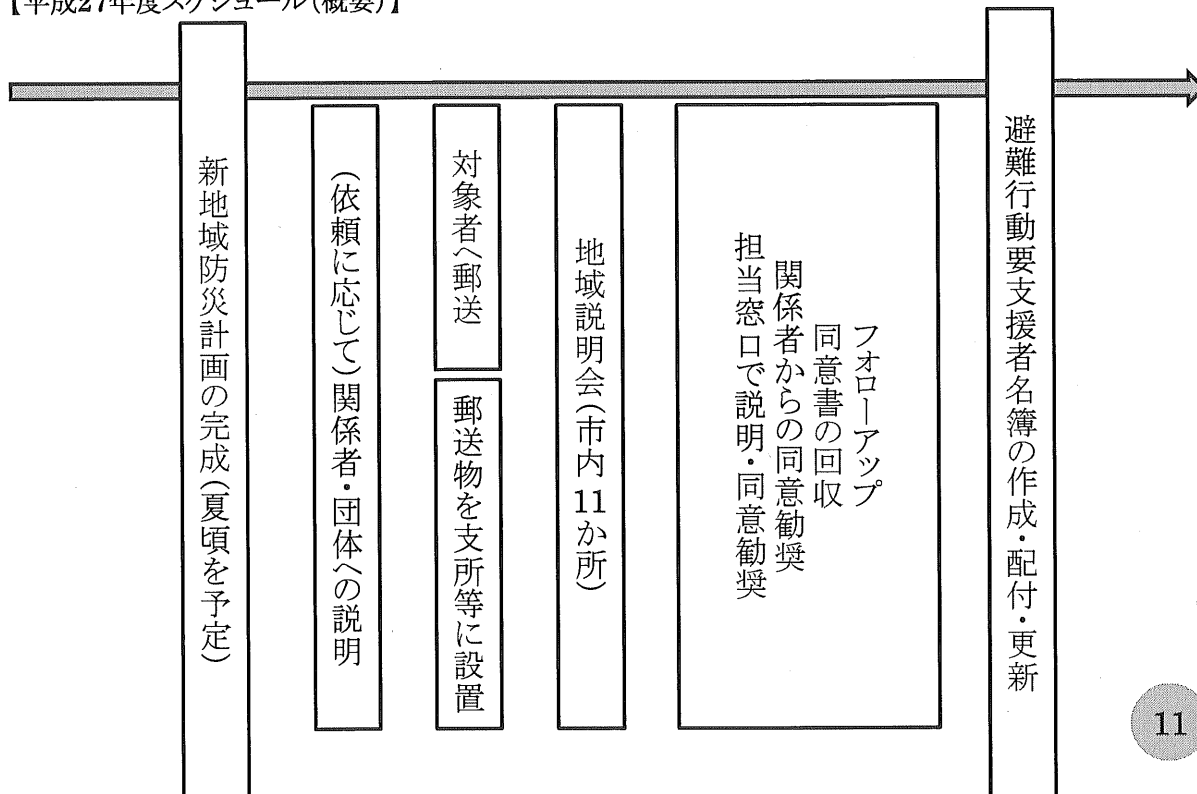 【平成27年度スケジュール(概要)】
新地域防災計画の完成(夏頃を予定)
(依頼に応じて)関係者・団体への説明
対象者へ郵送
郵送物を支所等に設置
地域説明会(市内11か所)
フォローアップ
同意書の回収
関係者からの同意勧奨
担当窓口で説明・同意勧奨
避難行動要支援者名簿の作成・配付・更新
11